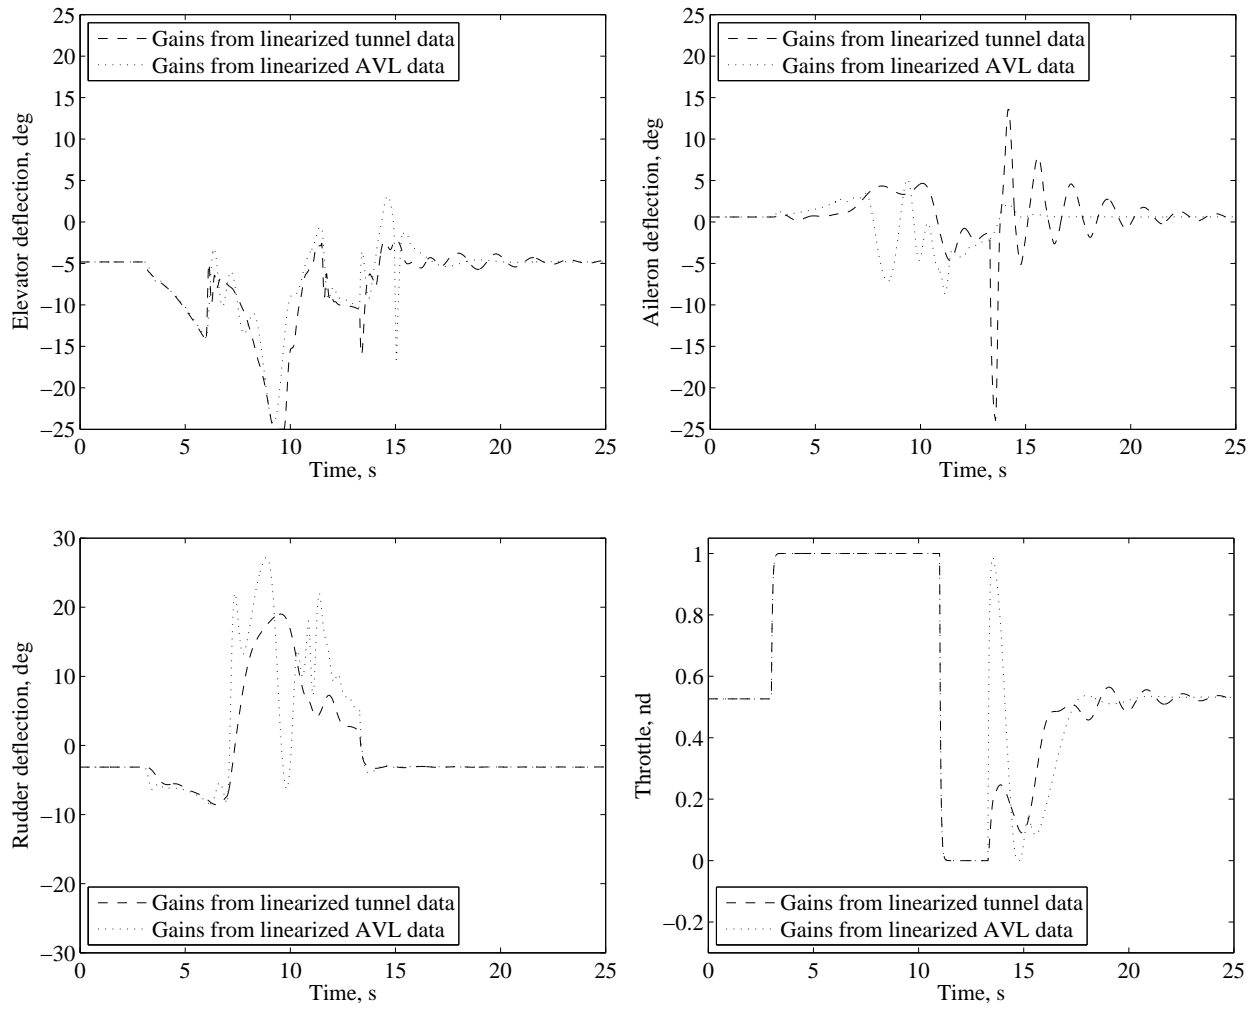 25
20
15
10
5
0
−5
−10
−15
−20
−25
0 5 10 15 20 25
Time, s
Elevator deflection, deg
Gains from linearized tunnel data
Gains from linearized AVL data
25
20
15
10
5
0
−5
−10
−15
−20
−25
0 5 10 15 20 25
Time, s
Aileron deflection, deg
Gains from linearized tunnel data
Gains from linearized AVL data
30
20
10
0
−10
−20
−30
0 5 10 15 20 25
Time, s
Rudder deflection, deg
Gains from linearized tunnel data
Gains from linearized AVL data
1
0.8
0.6
0.4
0.2
0
−0.2
0 5 10 15 20 25
Time, s
Throttle, nd
Gains from linearized tunnel data
Gains from linearized AVL data